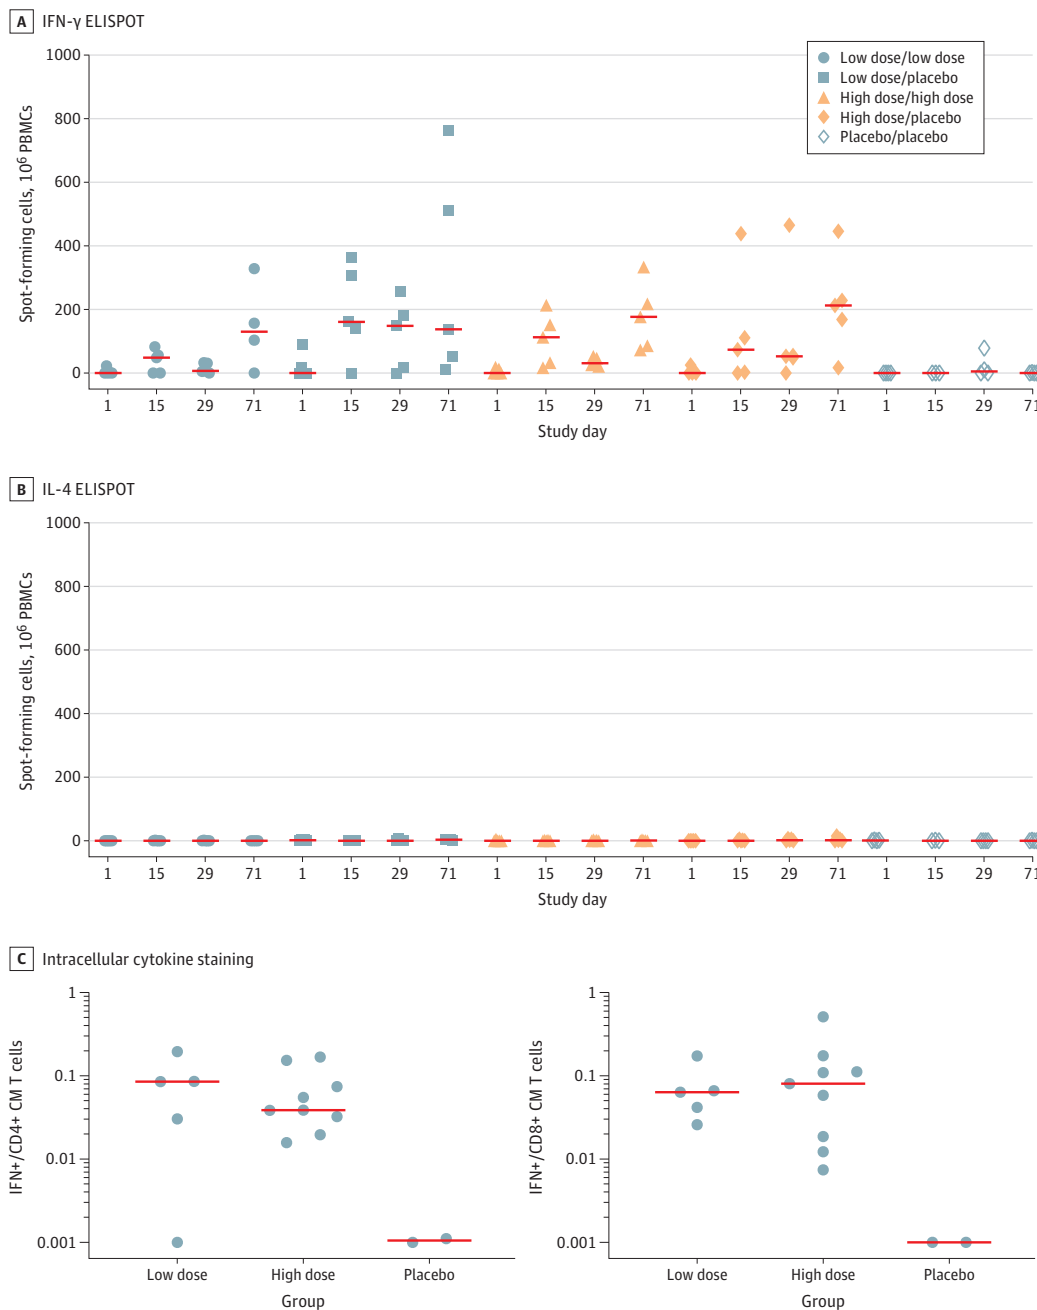 A IFN-γ ELISPOT
1000
800
600
400
200
0
Spot-forming cells, 10⁶ PBMCs
Low dose/low dose
Low dose/placebo
High dose/high dose
High dose/placebo
Placebo/placebo
1 15 29 71 1 15 29 71 1 15 29 71 1 15 29 71 1 15 29 71
Study day
B IL-4 ELISPOT
1000
800
600
400
200
0
Spot-forming cells, 10⁶ PBMCs
1 15 29 71 1 15 29 71 1 15 29 71 1 15 29 71 1 15 29 71
Study day
C Intracellular cytokine staining
1
0.1
0.01
0.001
IFN+/CD4+ CM T cells
Low dose High dose Placebo
Group
1
0.1
0.01
0.001
IFN+/CD8+ CM T cells
Low dose High dose Placebo
Group